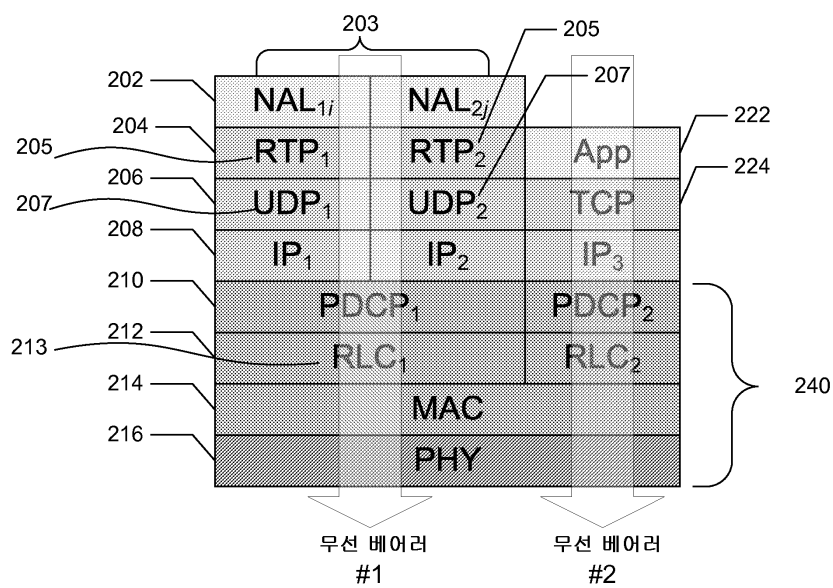 203
205
202
NAL1i NAL2j
207
204
222
205
RTP1 RTP2 App
206
224
207
UDP1 UDP2 TCP
208
IP1 IP2 IP3
210
PDCP1 PDCP2
212
213
RLC1 RLC2
214
240
MAC
216
PHY
무선 베어러 무선 베어러
#1 #2